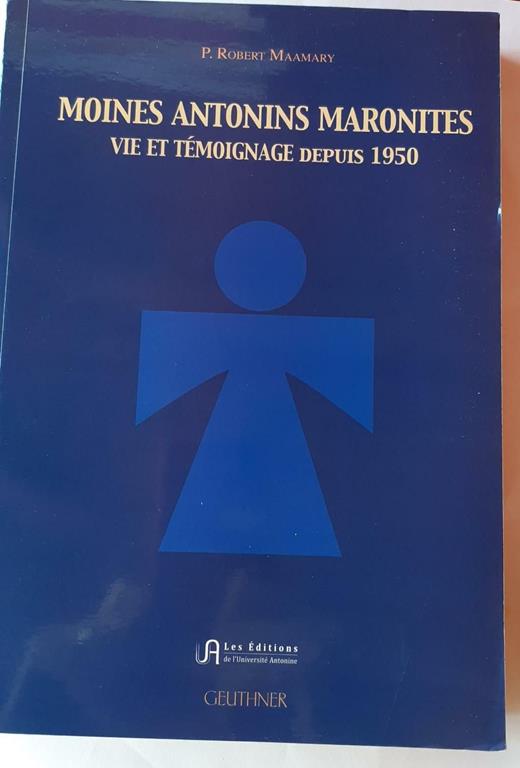 P. ROBERT MAAMARY
MOINES ANTONINS MARONITES
VIE ET TÉMOIGNAGE DEPUIS 1950
UA Les Éditions
de l'Université Antonine
GEUTHNER